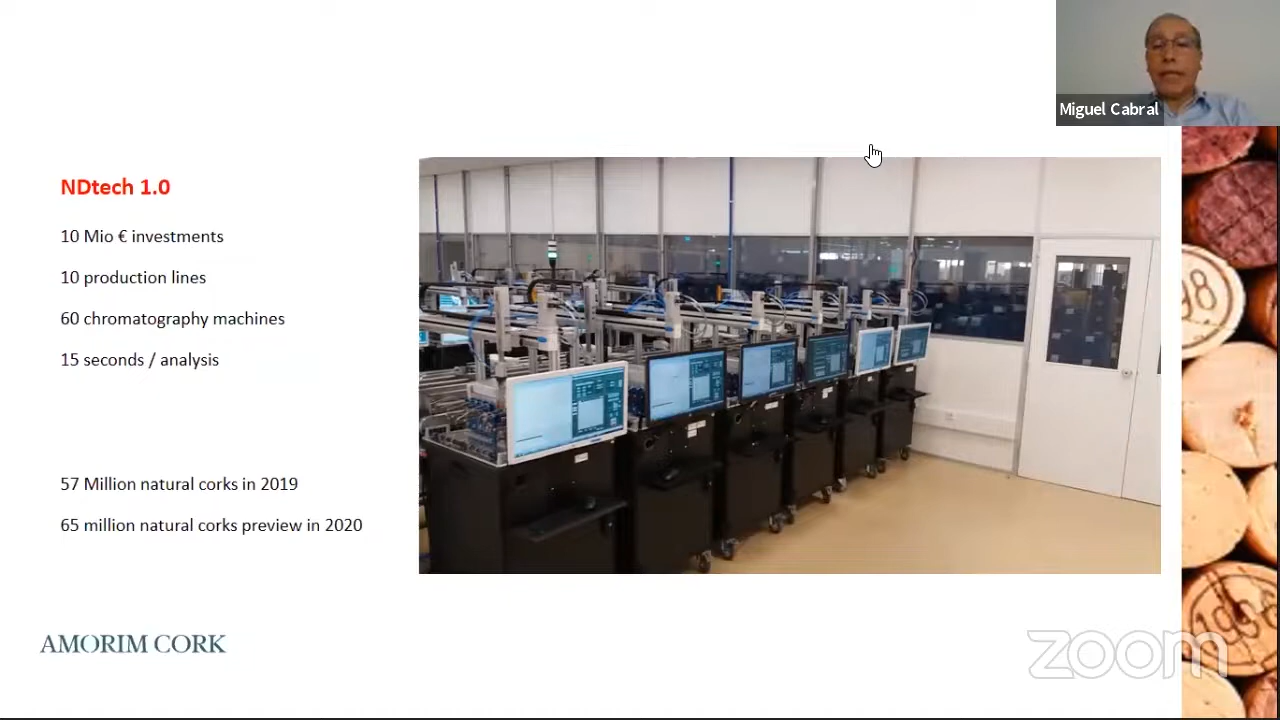 Miguel Cabral
NDtech 1.0
10 Mio € investments
10 production lines
60 chromatography machines
15 seconds / analysis
57 Million natural corks in 2019
65 million natural corks preview in 2020
AMORIM CORK
zoom
98